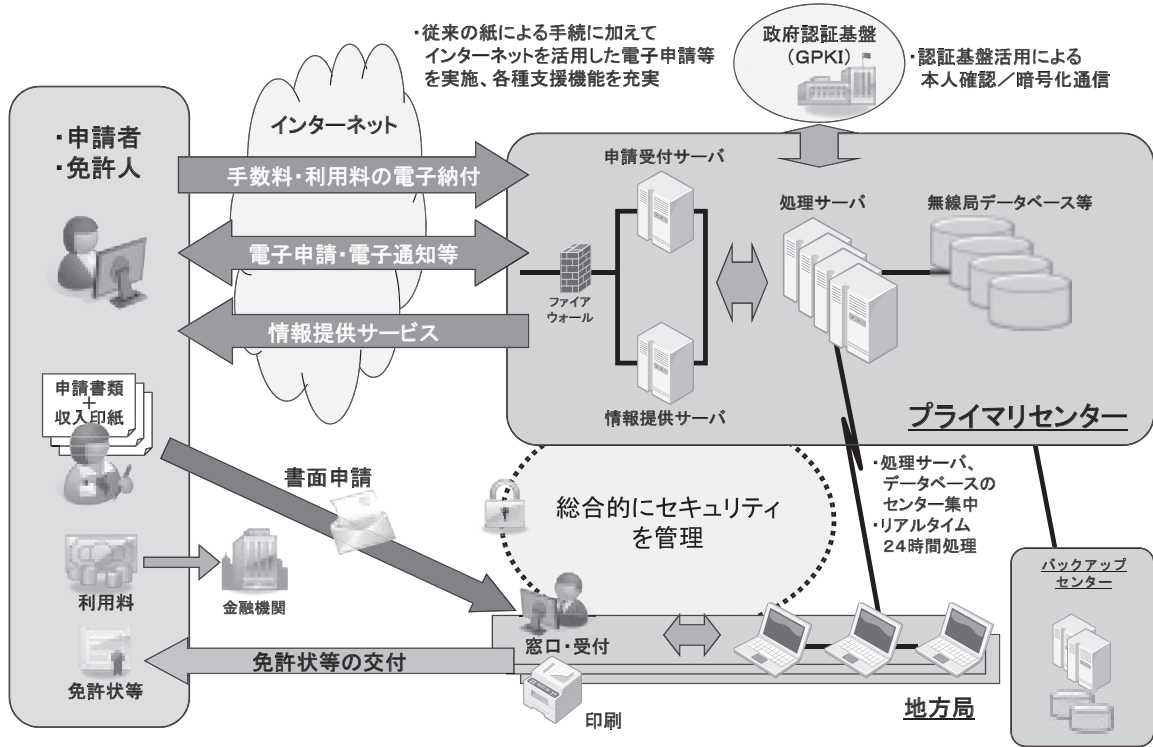 ・従来の紙による手続に加えて
インターネットを活用した電子申請等
を実施、各種支援機能を充実
政府認証基盤
（GPKI）
・認証基盤活用による
本人確認／暗号化通信
・申請者
・免許人
インターネット
手数料・利用料の電子納付
電子申請・電子通知等
情報提供サービス
申請受付サーバ
処理サーバ
無線局データベース等
ファイア
ウォール
情報提供サーバ
プライマリセンター
申請書類
＋
収入印紙
書面申請
総合的にセキュリティ
を管理
・処理サーバ、
データベースの
センター集中
・リアルタイム
２４時間処理
バックアップ
センター
利用料
金融機関
窓口・受付
免許状等の交付
免許状等
印刷
地方局